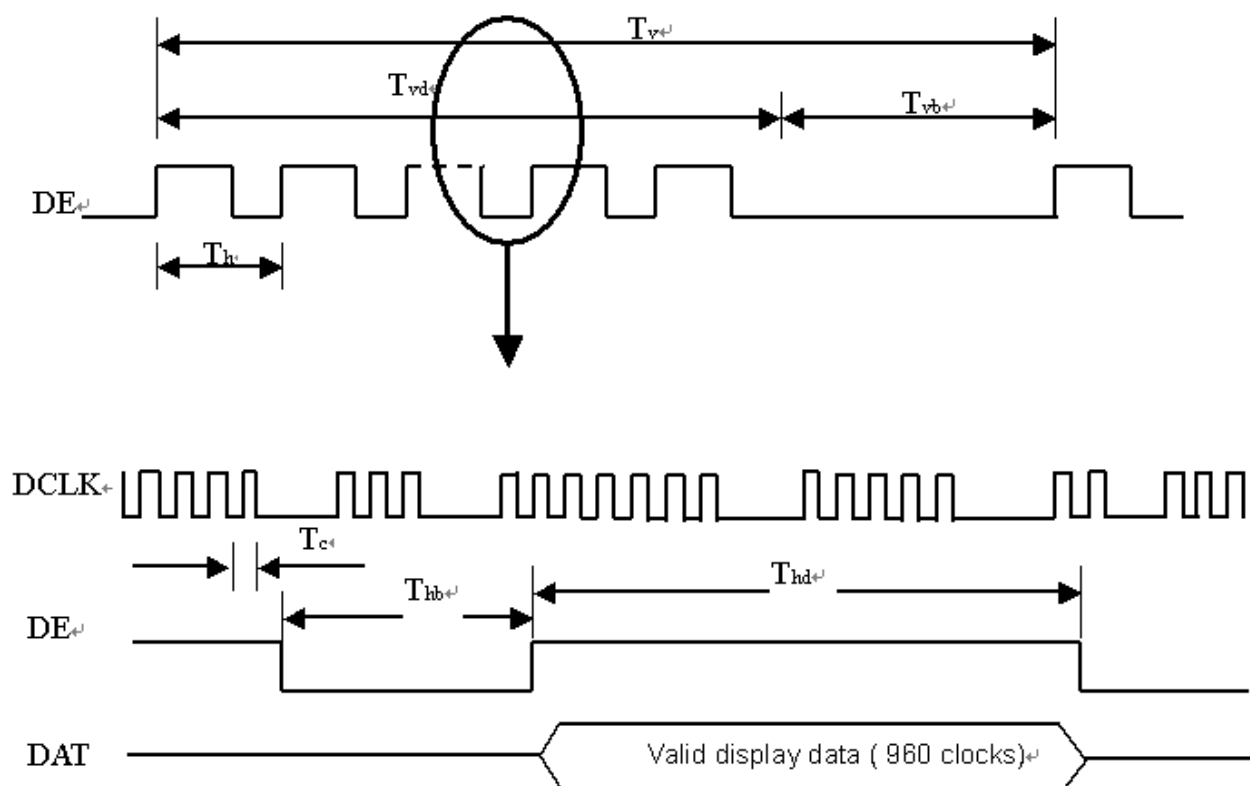 Tv↵
Tvd↵
Tvb↵
DE↵
Th↵
DCLK↵
Tc↵
Thb↵
Thd↵
DE↵
DAT
Valid display data ( 960 clocks)↵